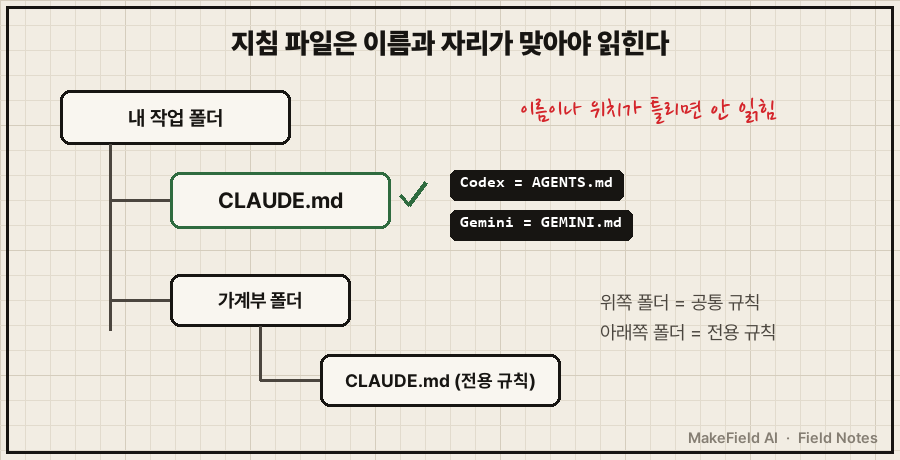 지침 파일은 이름과 자리가 맞아야 읽힌다
내 작업 폴더
이름이나 위치가 틀리면 안 읽힘
CLAUDE.md
Codex = AGENTS.md
Gemini = GEMINI.md
가계부 폴더
위쪽 폴더 = 공통 규칙
아래쪽 폴더 = 전용 규칙
CLAUDE.md (전용 규칙)
MakeField AI · Field Notes